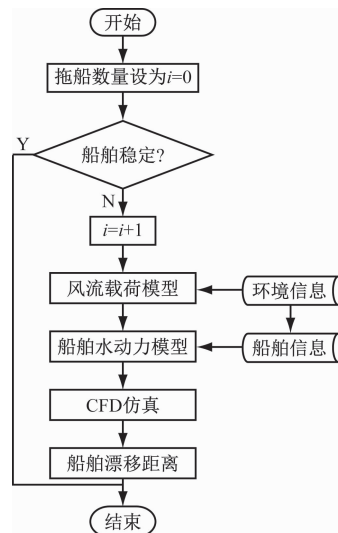 开始
拖船数量设为i=0
Y
船舶稳定?
N
i=i+1
风流载荷模型
环境信息
船舶水动力模型
船舶信息
CFD仿真
船舶漂移距离
结束